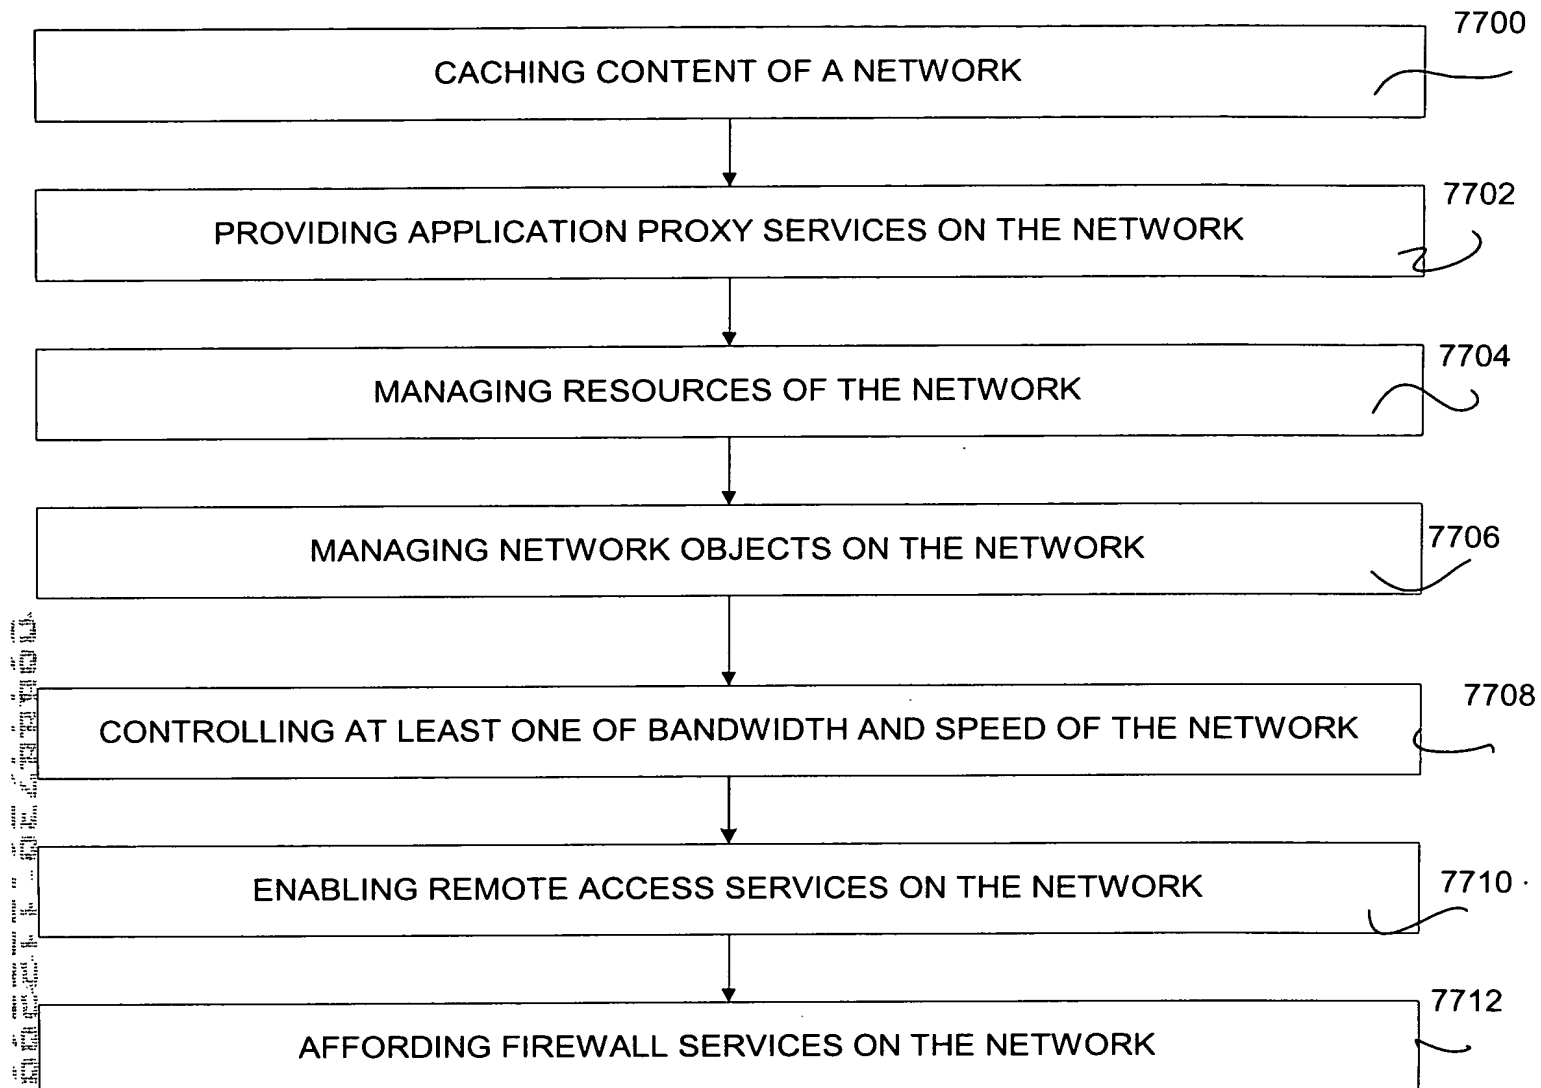 7700
CACHING CONTENT OF A NETWORK
7702
PROVIDING APPLICATION PROXY SERVICES ON THE NETWORK
7704
MANAGING RESOURCES OF THE NETWORK
7706
MANAGING NETWORK OBJECTS ON THE NETWORK
7708
CONTROLLING AT LEAST ONE OF BANDWIDTH AND SPEED OF THE NETWORK
7710
ENABLING REMOTE ACCESS SERVICES ON THE NETWORK
7712
AFFORDING FIREWALL SERVICES ON THE NETWORK